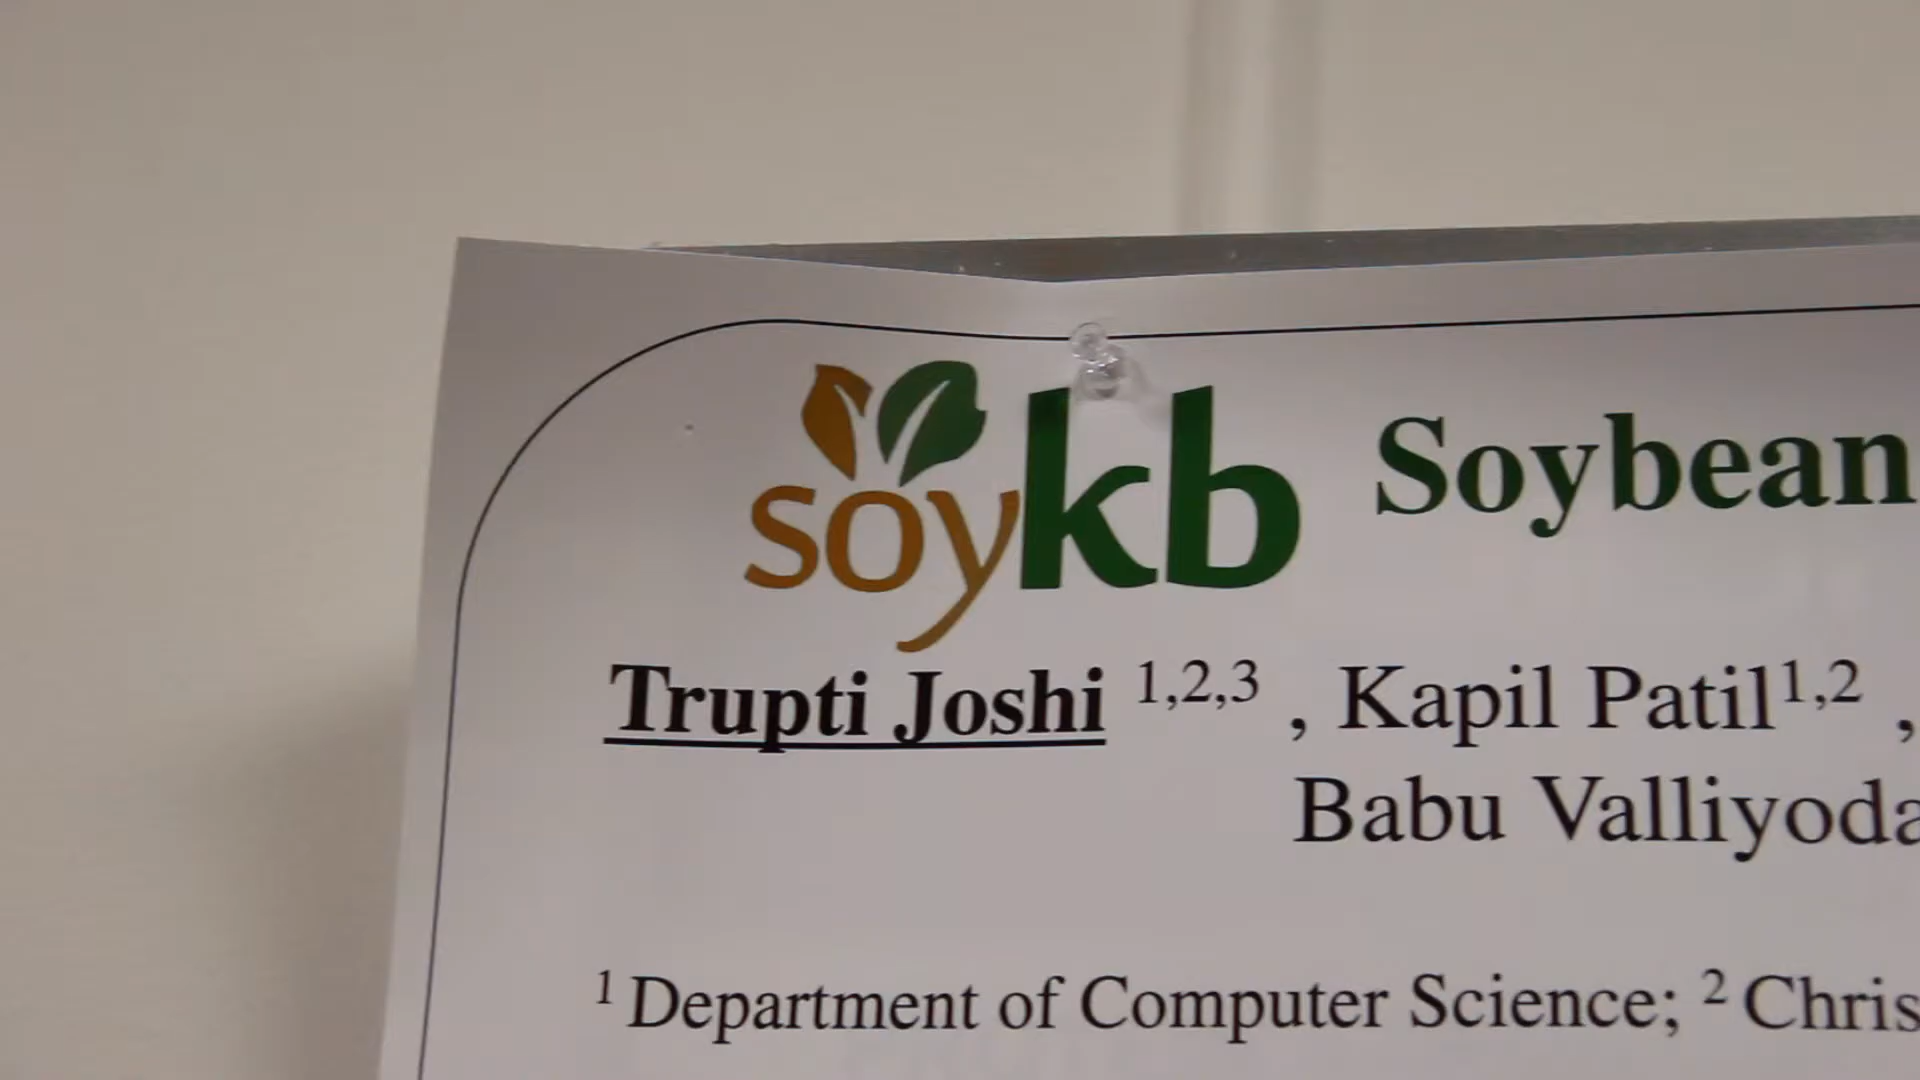 soykb Soybean
Trupti Joshi 1,2,3 , Kapil Patil1,2 ,
Babu Valliyoda
1 Department of Computer Science; 2 Chris